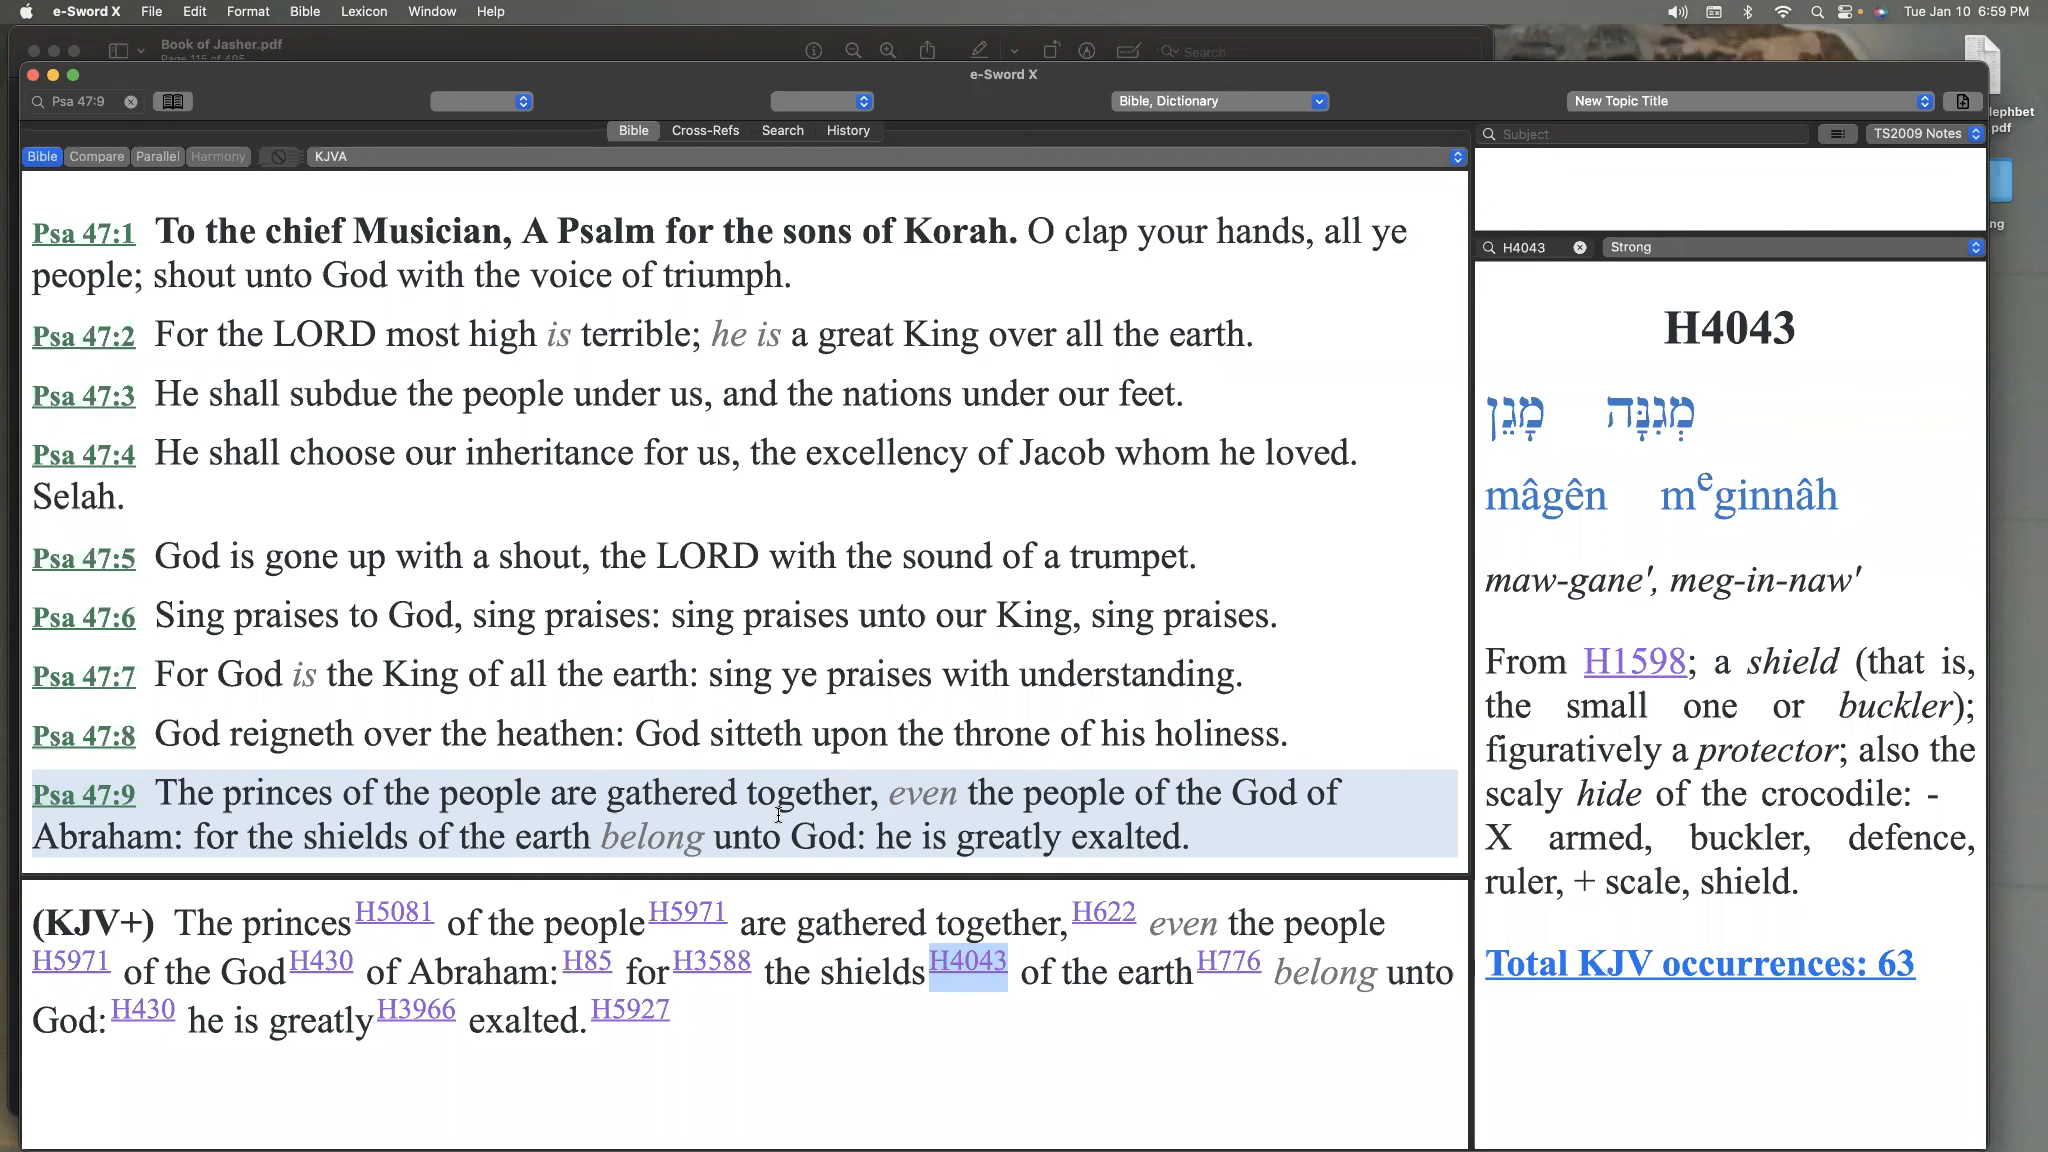 e-Sword X File Edit Format Bible Lexicon Window Help Tue Jan 10 6:59 PM
Book of Jasher.pdf
Page 115 of 405
Search
e-Sword X
Psa 47:9 Bible, Dictionary New Topic Title
Bible Cross-Refs Search History
Subject TS2009 Notes
Bible Compare Parallel Harmony KJVA
Psa 47:1 To the chief Musician, A Psalm for the sons of Korah. O clap your hands, all ye
people; shout unto God with the voice of triumph.
Psa 47:2 For the LORD most high is terrible; he is a great King over all the earth.
Psa 47:3 He shall subdue the people under us, and the nations under our feet.
Psa 47:4 He shall choose our inheritance for us, the excellency of Jacob whom he loved.
Selah.
Psa 47:5 God is gone up with a shout, the LORD with the sound of a trumpet.
Psa 47:6 Sing praises to God, sing praises: sing praises unto our King, sing praises.
Psa 47:7 For God is the King of all the earth: sing ye praises with understanding.
Psa 47:8 God reigneth over the heathen: God sitteth upon the throne of his holiness.
Psa 47:9 The princes of the people are gathered together, even the people of the God of
Abraham: for the shields of the earth belong unto God: he is greatly exalted.
(KJV+) The princes H5081 of the people H5971 are gathered together, H622 even the people
H5971 of the God H430 of Abraham: H85 for H3588 the shields H4043 of the earth H776 belong unto
God: H430 he is greatly H3966 exalted. H5927
H4043 Strong
H4043
מָגֵן מְגִנָּה
mâgên meginnâh
maw-gane', meg-in-naw'
From H1598; a shield (that is,
the small one or buckler);
figuratively a protector; also the
scaly hide of the crocodile: -
X armed, buckler, defence,
ruler, + scale, shield.
Total KJV occurrences: 63
lephbet
.pdf
ng